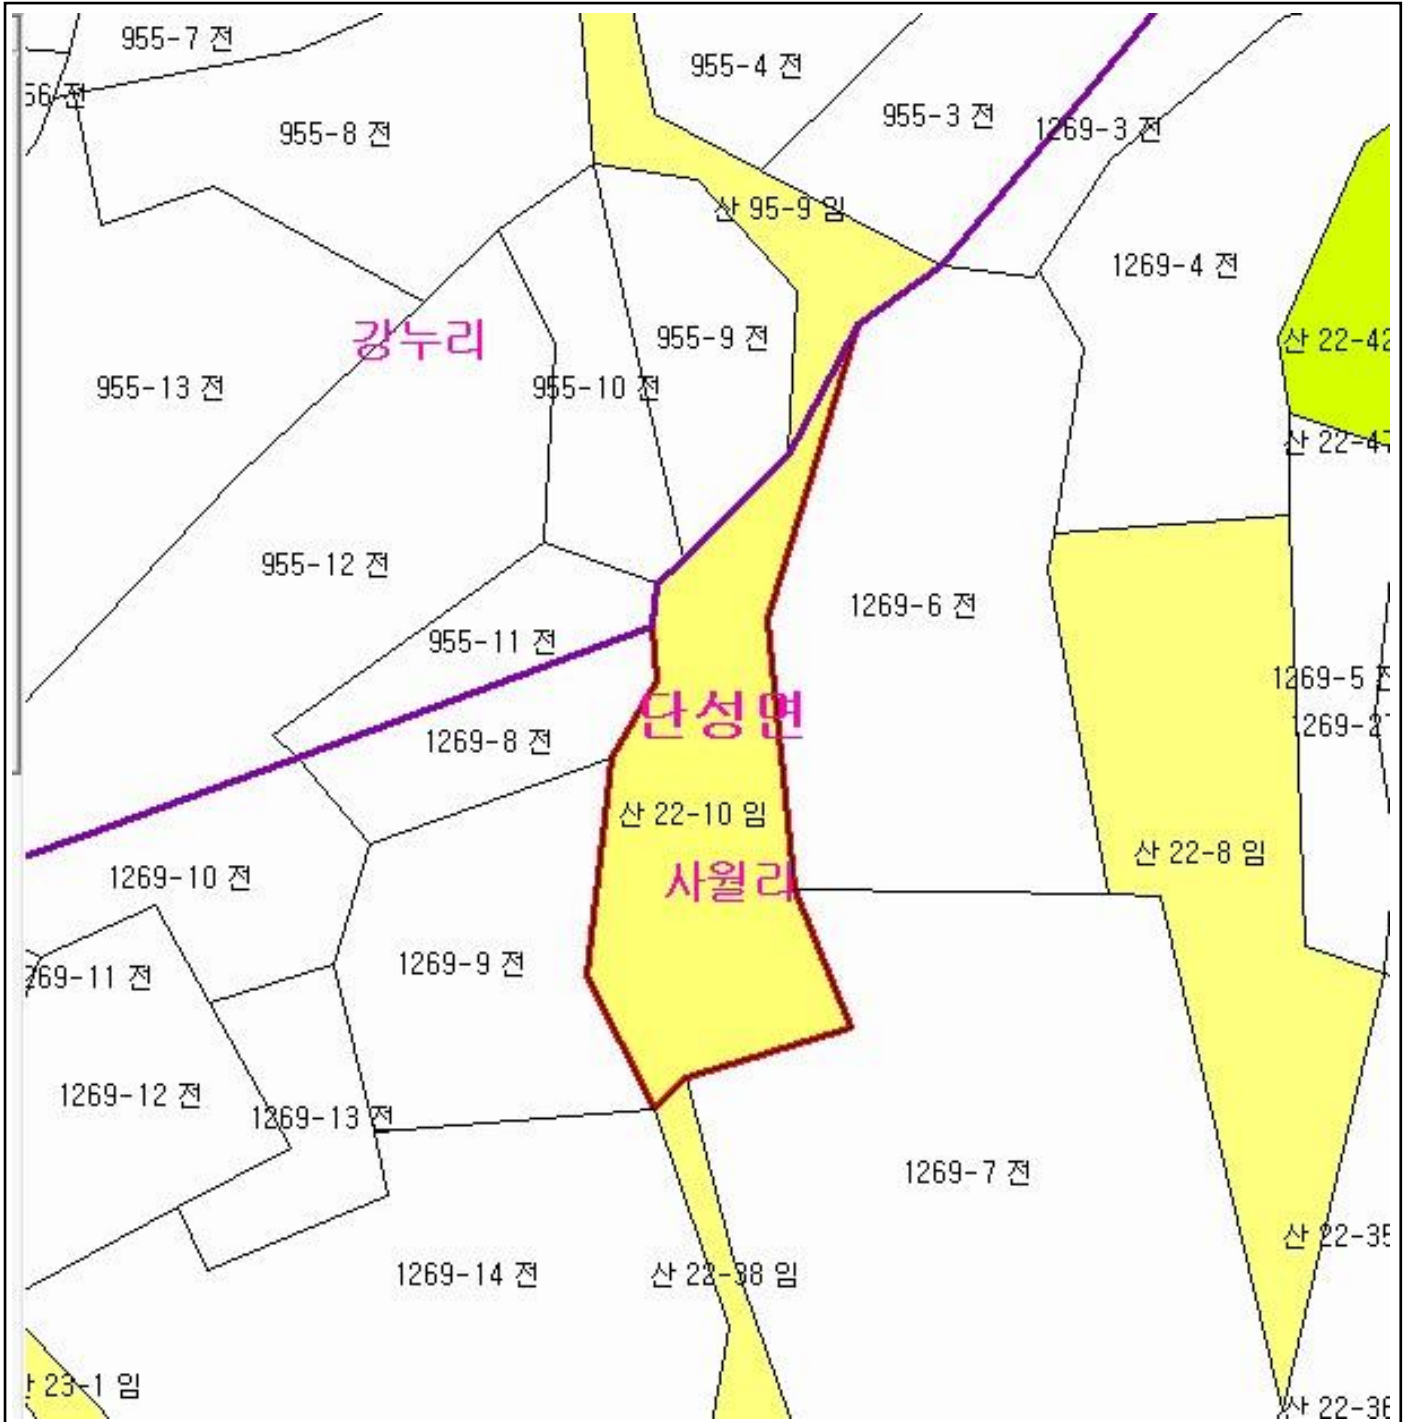 955-7 전
955-4 전
56 전
955-3 전
1269-3 전
955-8 전
산 95-9 임
1269-4 전
강누리
955-9 전
산 22-42
955-13 전
955-10 전
산 22-47
955-12 전
1269-6 전
955-11 전
1269-5 전
단성면
1269-2
1269-8 전
산 22-10 임
산 22-8 임
1269-10 전
사월리
1269-9 전
269-11 전
1269-12 전
1269-13 전
1269-7 전
산 22-35
1269-14 전
산 22-38 임
산 23-1 임
산 22-36